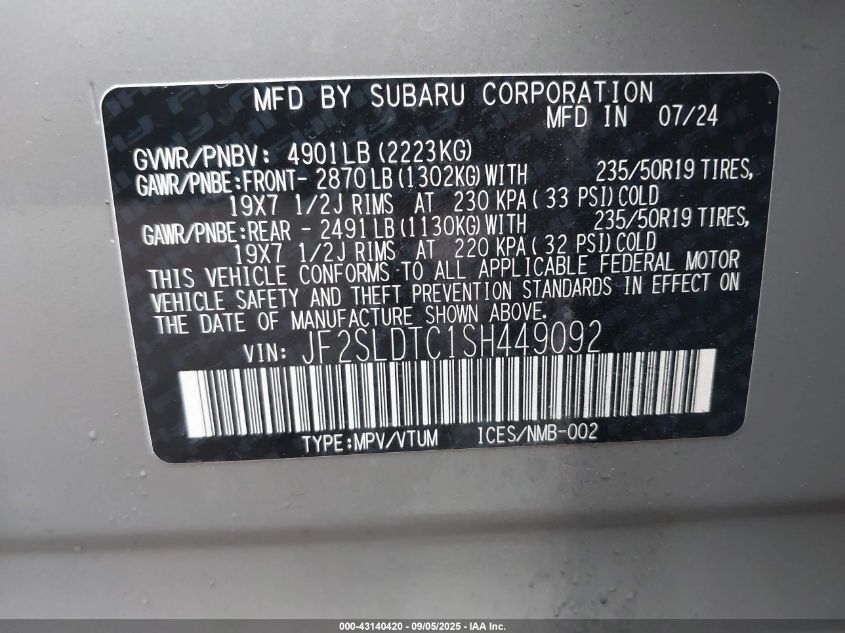 MFD BY SUBARU CORPORATION
MFD IN 07/24
GVWR/PNBV: 4901LB(2223KG)
GAWR/PNBE:FRONT- 2870LB(1302KG)WITH 235/50R19 TIRES,
19X7 1/2J RIMS AT 230 KPA( 33 PSI)COLD
GAWR/PNBE:REAR - 2491LB(1130KG)WITH 235/50R19 TIRES,
19X7 1/2J RIMS AT 220 KPA( 32 PSI)COLD
THIS VEHICLE CONFORMS TO ALL APPLICABLE FEDERAL MOTOR
VEHICLE SAFETY AND THEFT PREVENTION STANDARDS IN EFFECT ON
THE DATE OF MANUFACTURE SHOWN ABOVE.
VIN: JF2SLDTC1SH449092
TYPE:MPV/VTUM ICES/NMB-002
000-43140420 - 09/05/2025 - IAA Inc.